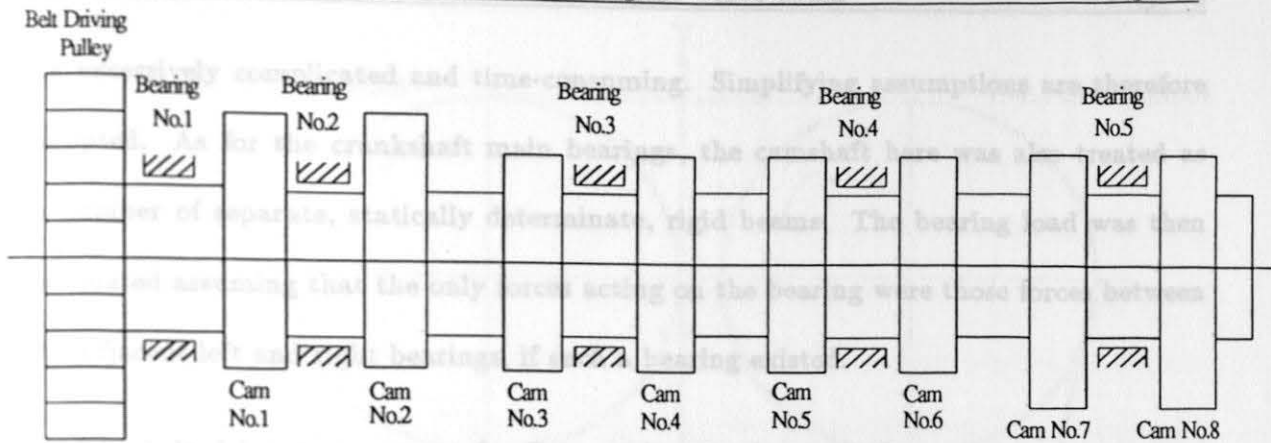 Belt Driving
Pulley
complicated and time-consuming. Simplifying assumptions are therefore
Bearing
No.1
Bearing
No.2
Bearing
No.3
Bearing
No.4
Bearing
No.5
As for the crankshaft main bearings, the camshaft here was also treated as
of separate, statically determinate, rigid beams. The bearing load was then
assuming that the only forces acting on the bearing were those forces between
left and right bearings, if such a bearing existed
Cam
No.1
Cam
No.2
Cam
No.3
Cam
No.4
Cam
No.5
Cam
No.6
Cam No.7
Cam No.8